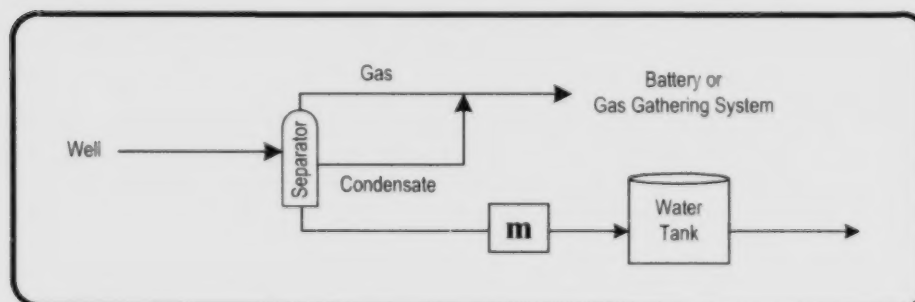 Gas
Battery or
Gas Gathering System
Well
Separator
Condensate
m
Water
Tank